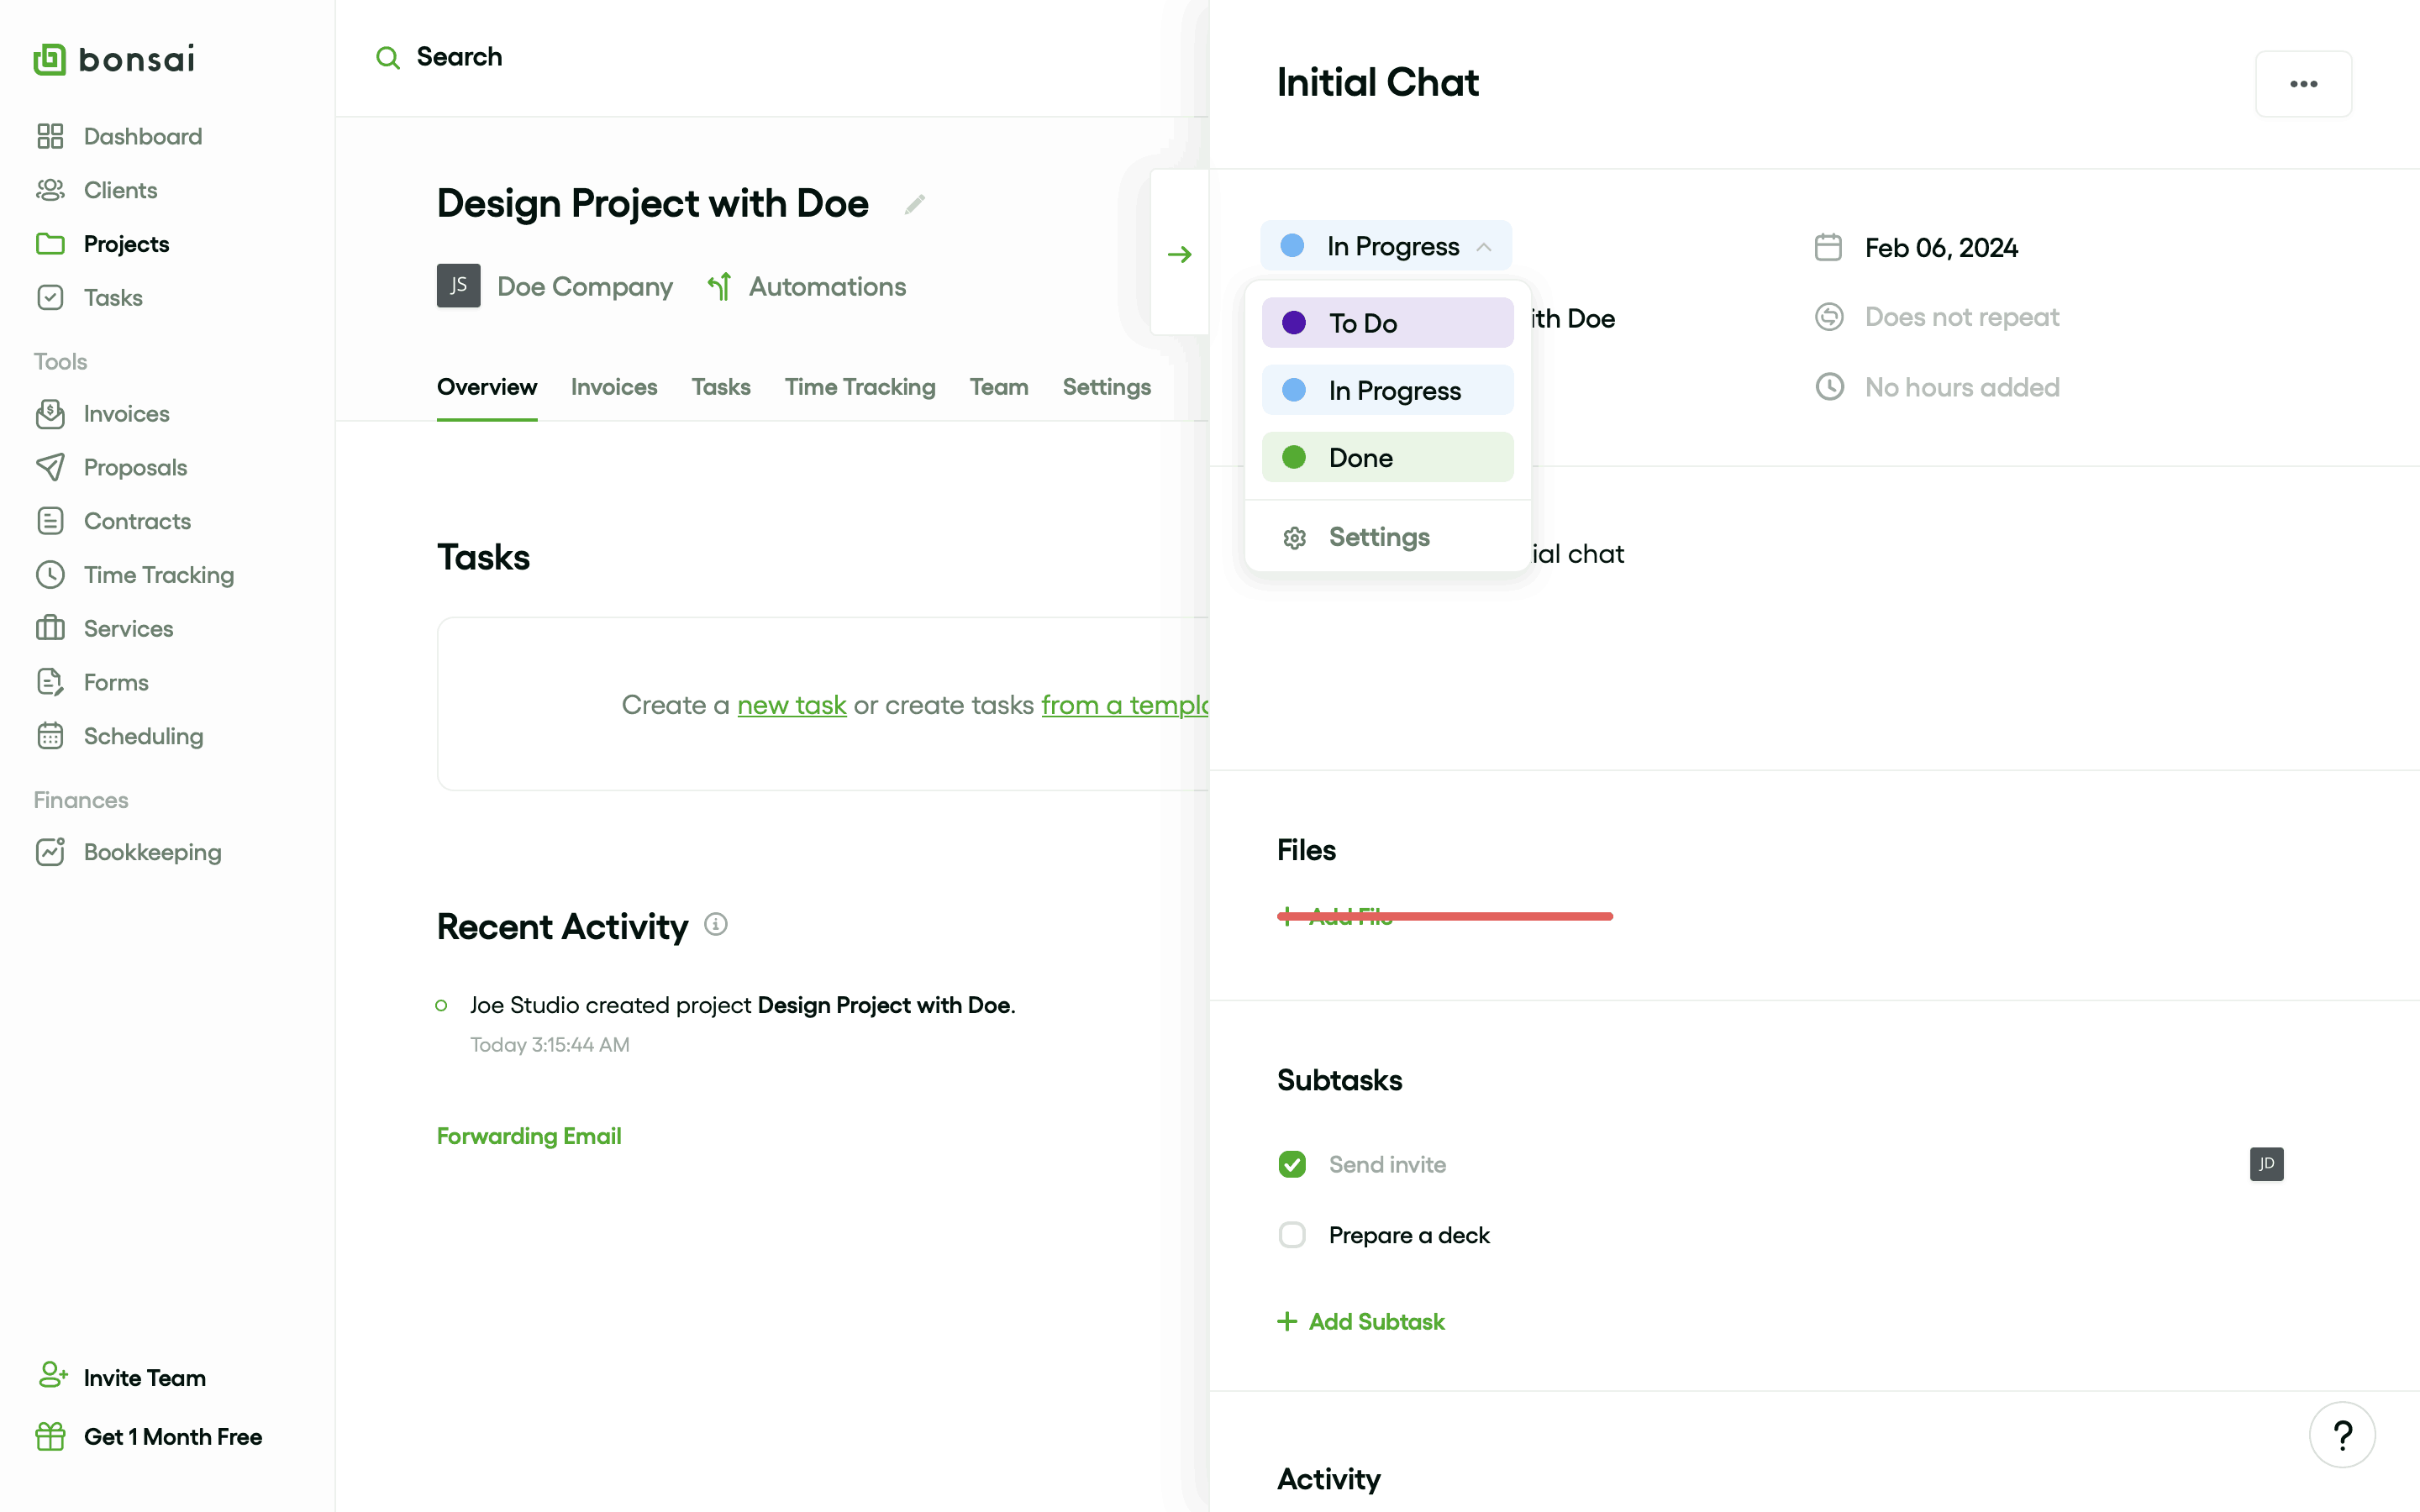 bonsai
Dashboard
Clients
Projects
Tasks
Tools
Invoices
Proposals
Contracts
Time Tracking
Services
Forms
Scheduling
Finances
Bookkeeping
Invite Team
Get 1 Month Free
Search
Design Project with Doe
JS Doe Company Automations
Overview Invoices Tasks Time Tracking Team Settings
Tasks
Create a new task or create tasks from a templ
Recent Activity
Joe Studio created project Design Project with Doe.
Today 3:15:44 AM
Forwarding Email
Initial Chat
In Progress
Feb 06, 2024
To Do
ith Doe
Does not repeat
In Progress
No hours added
Done
Settings
ial chat
Files
Add File
Subtasks
Send invite JD
Prepare a deck
Add Subtask
Activity
?